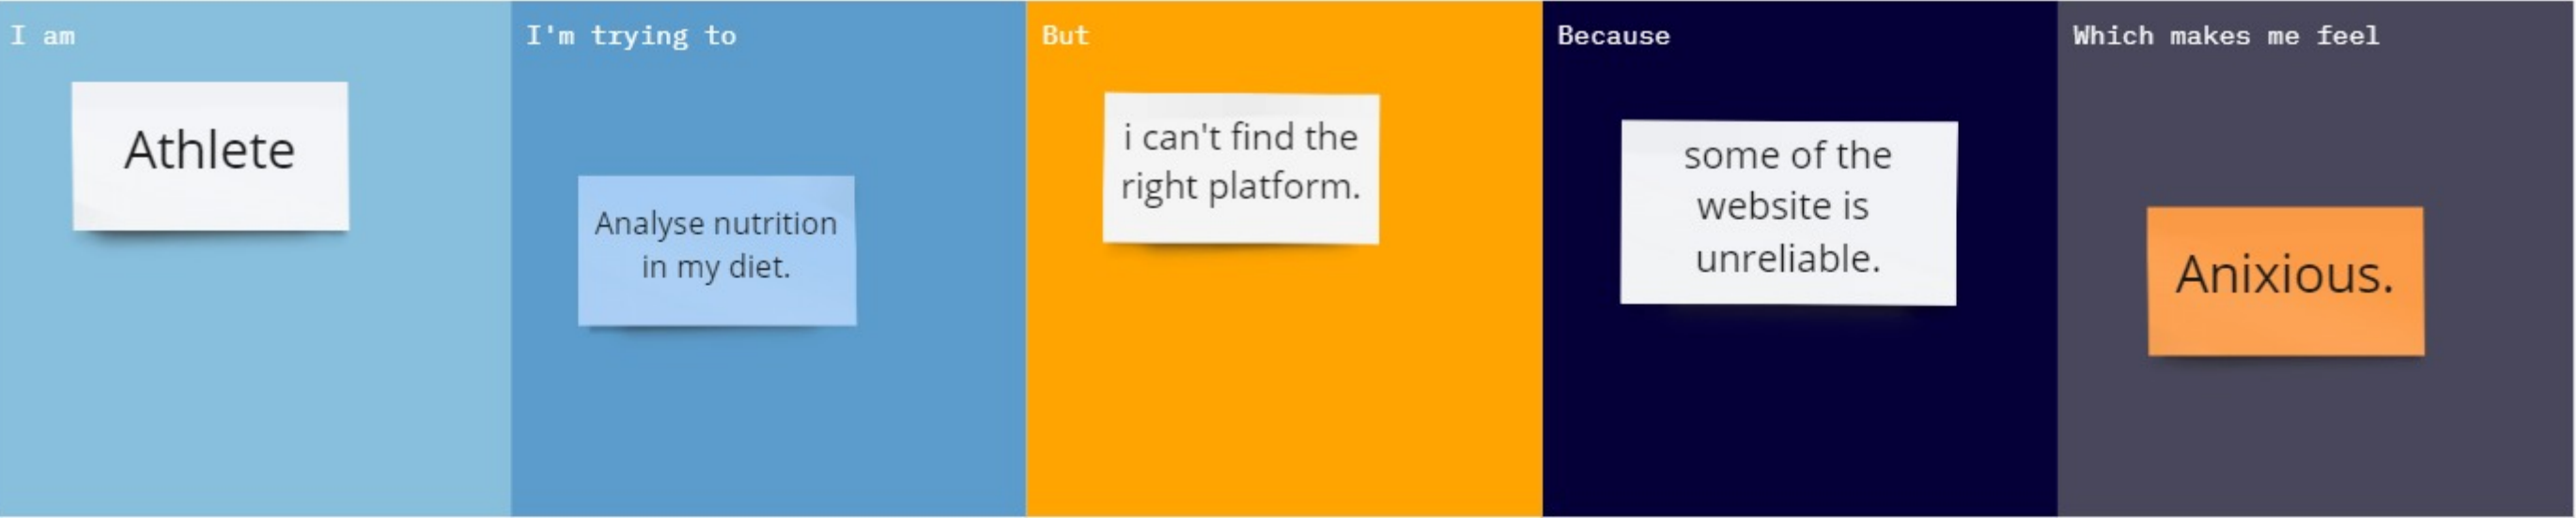 I am
Athlete
I'm trying to
Analyse nutrition
in my diet.
But
i can't find the
right platform.
Because
some of the
website is
unreliable.
Which makes me feel
Anixious.